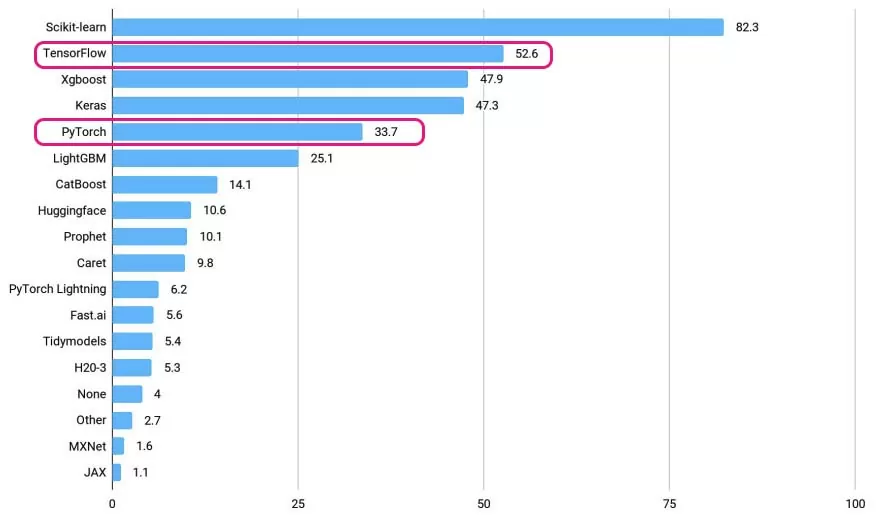 Scikit-learn 82.3
TensorFlow 52.6
Xgboost 47.9
Keras 47.3
PyTorch 33.7
LightGBM 25.1
CatBoost 14.1
Huggingface 10.6
Prophet 10.1
Caret 9.8
PyTorch Lightning 6.2
Fast.ai 5.6
Tidymodels 5.4
H20-3 5.3
None 4
Other 2.7
MXNet 1.6
JAX 1.1
0 25 50 75 100